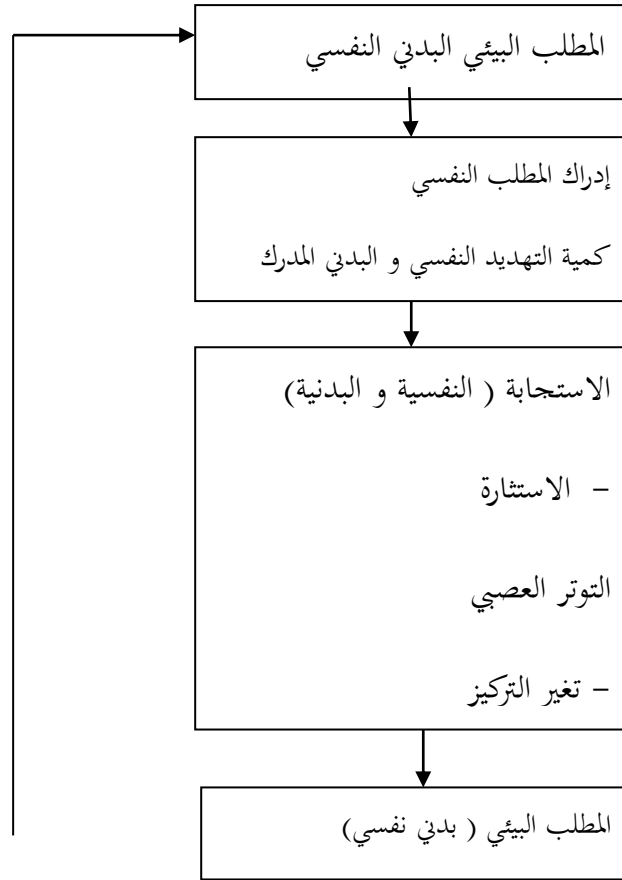 المطلب البيئي البدني النفسي
إدراك المطلب النفسي
كمية التهديد النفسي و البدني المدرك
الاستجابة ( النفسية و البدنية)
– الاستثارة
التوتر العصبي
– تغير التركيز
المطلب البيئي ( بدني نفسي)